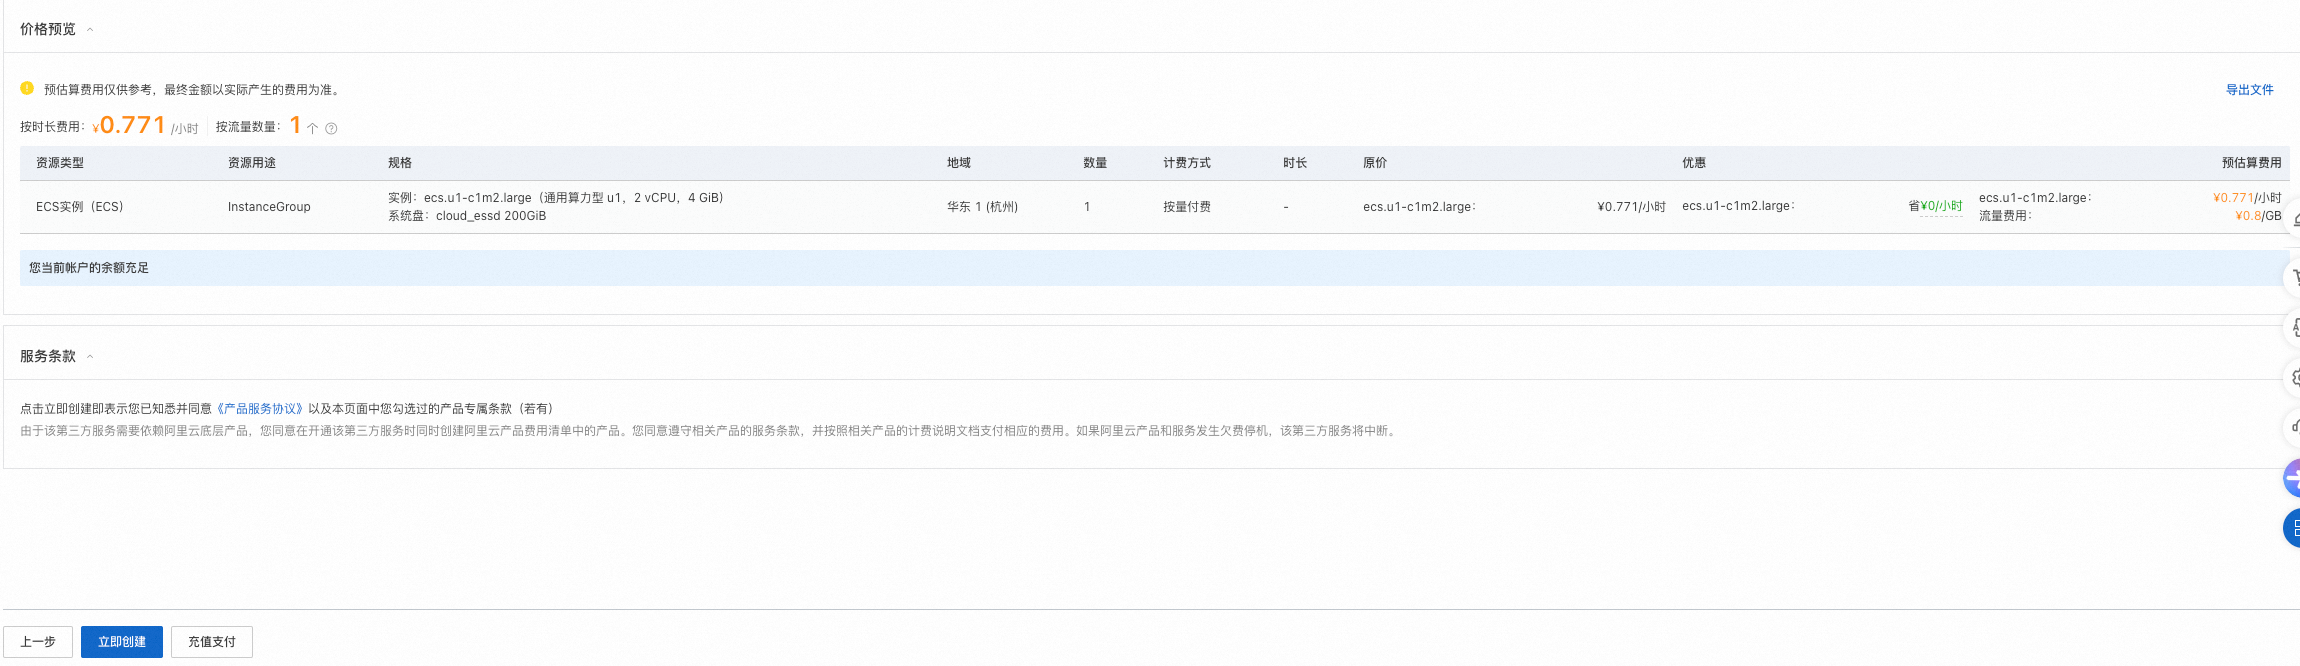 价格预览
预估算费用仅供参考，最终金额以实际产生的费用为准。
导出文件
按时长费用： ¥0.771 /小时 按流量数量： 1 个
资源类型 资源用途 规格 地域 数量 计费方式 时长 原价 优惠 预估算费用
ECS实例（ECS） InstanceGroup 实例：ecs.u1-c1m2.large（通用算力型 u1，2 vCPU，4 GiB）
系统盘：cloud_essd 200GiB
华东 1 (杭州) 1 按量付费 - ecs.u1-c1m2.large： ¥0.771/小时 ecs.u1-c1m2.large： 省¥0/小时 ecs.u1-c1m2.large： ¥0.771/小时
流量费用： ¥0.8/GB
您当前帐户的余额充足
服务条款
点击立即创建即表示您已知悉并同意《产品服务协议》以及本页面中您勾选过的产品专属条款（若有）
由于该第三方服务需要依赖阿里云底层产品，您同意在开通该第三方服务时同时创建阿里云产品费用清单中的产品。您同意遵守相关产品的服务条款，并按照相关产品的计费说明文档支付相应的费用。如果阿里云产品和服务发生欠费停机，该第三方服务将中断。
上一步 立即创建 充值支付